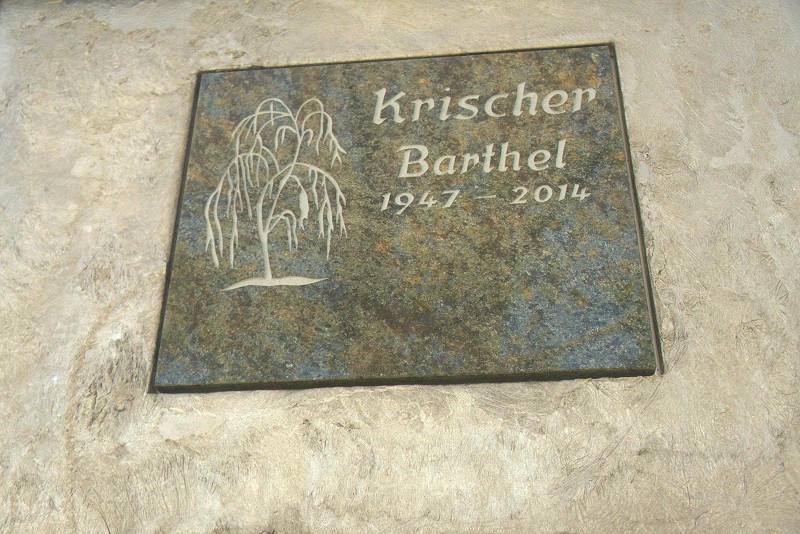 Krischer
Barthel
1947 – 2014